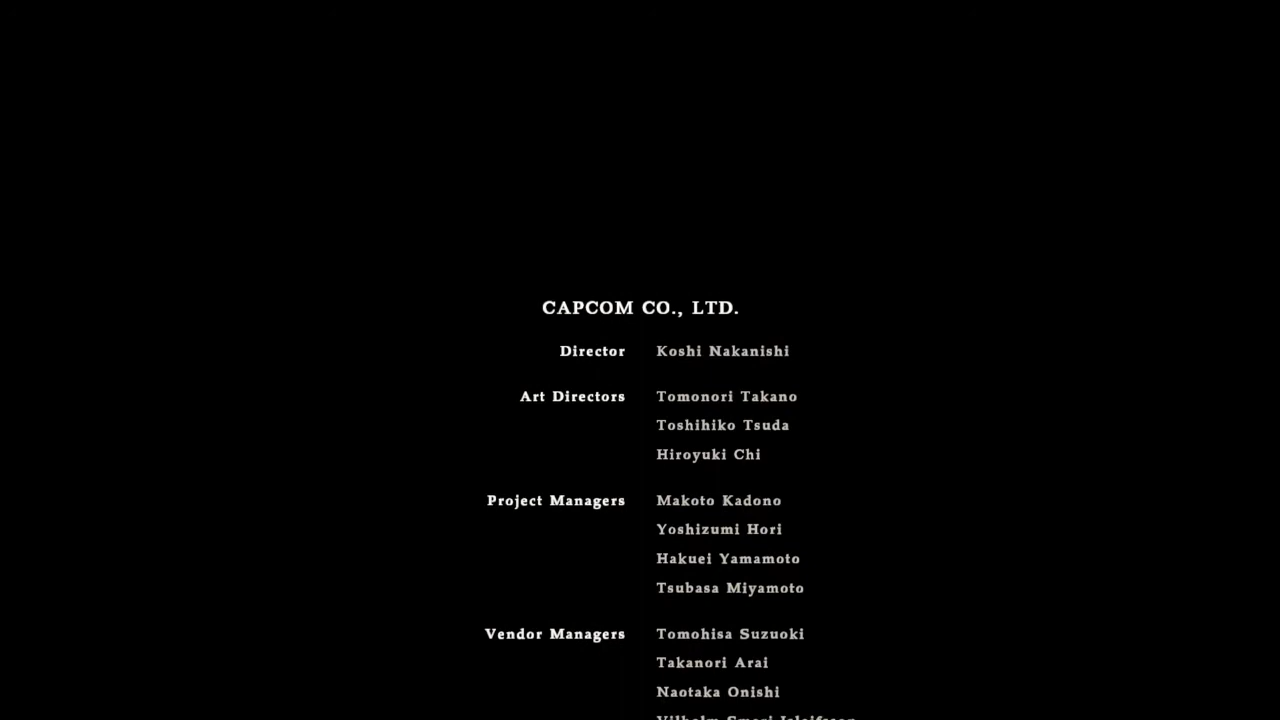 CAPCOM CO., LTD.
Director Koshi Nakanishi
Art Directors Tomonori Takano
Toshihiko Tsuda
Hiroyuki Chi
Project Managers Makoto Kadono
Yoshizumi Hori
Hakuei Yamamoto
Tsubasa Miyamoto
Vendor Managers Tomohisa Suzuoki
Takanori Arai
Naotaka Onishi